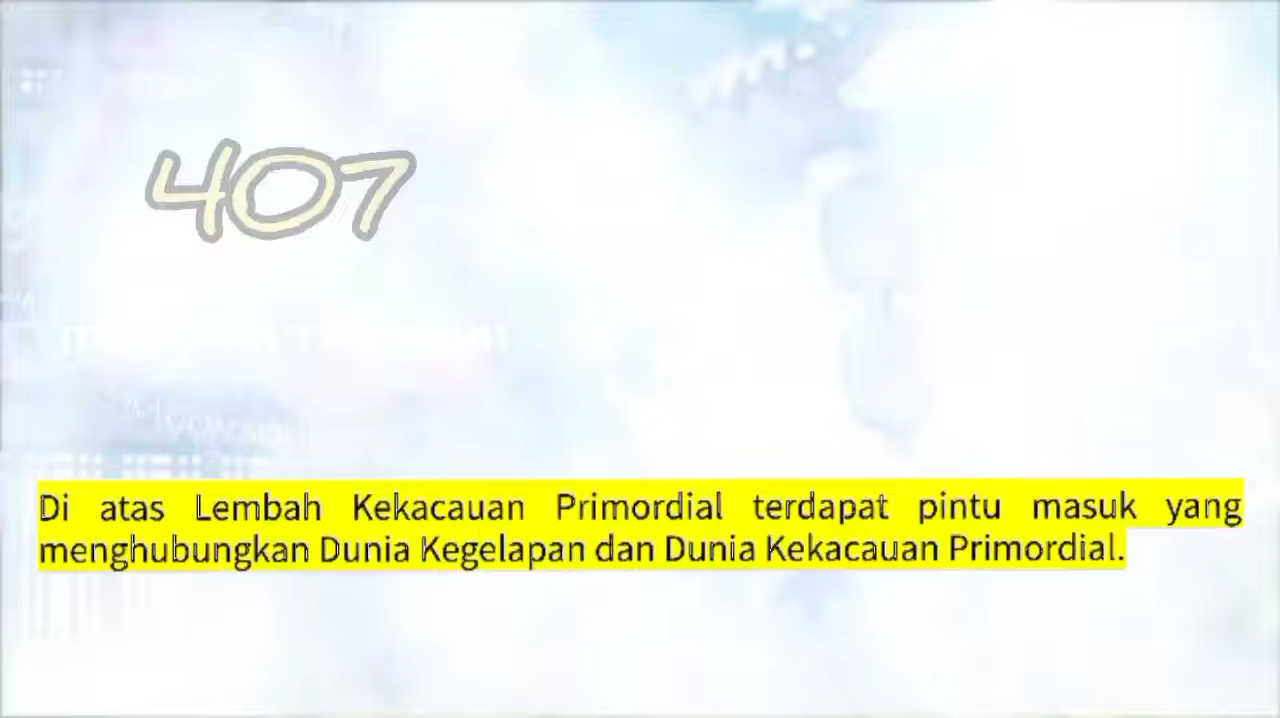 407
Di atas Lembah Kekacauan Primordial terdapat pintu masuk yang
menghubungkan Dunia Kegelapan dan Dunia Kekacauan Primordial.